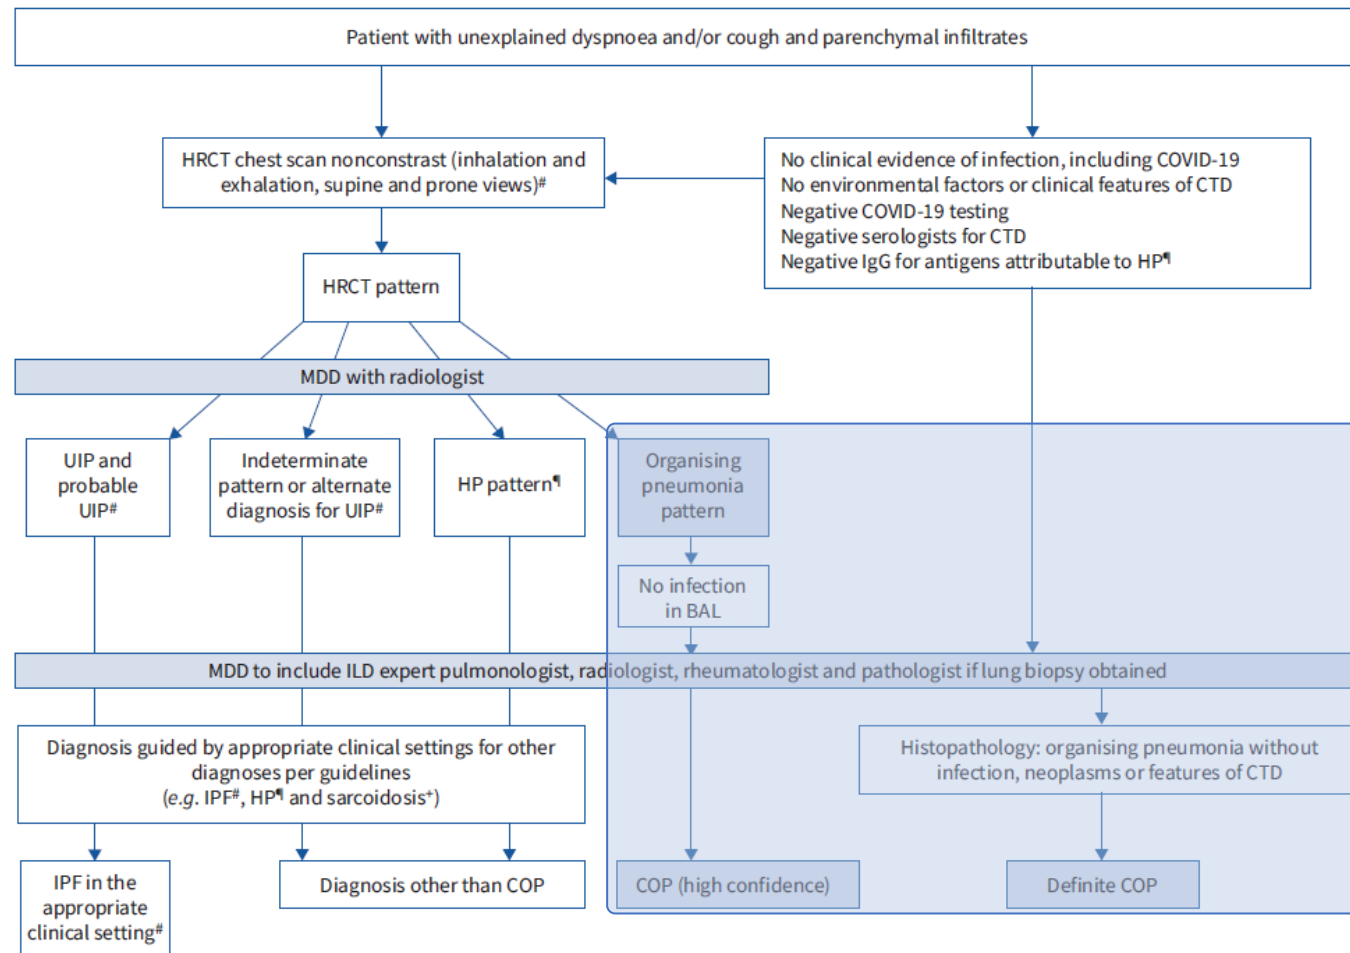 Patient with unexplained dyspnoea and/or cough and parenchymal infiltrates
HRCT chest scan nonconstrast (inhalation and
exhalation, supine and prone views)#
No clinical evidence of infection, including COVID-19
No environmental factors or clinical features of CTD
Negative COVID-19 testing
Negative serologists for CTD
Negative IgG for antigens attributable to HP¶
HRCT pattern
MDD with radiologist
UIP and
probable
UIP#
Indeterminate
pattern or alternate
diagnosis for UIP#
HP pattern¶
Organising
pneumonia
pattern
No infection
in BAL
MDD to include ILD expert pulmonologist, radiologist, rheumatologist and pathologist if lung biopsy obtained
Diagnosis guided by appropriate clinical settings for other
diagnoses per guidelines
(e.g. IPF#, HP¶ and sarcoidosis+)
Histopathology: organising pneumonia without
infection, neoplasms or features of CTD
IPF in the
appropriate
clinical setting#
Diagnosis other than COP
COP (high confidence)
Definite COP